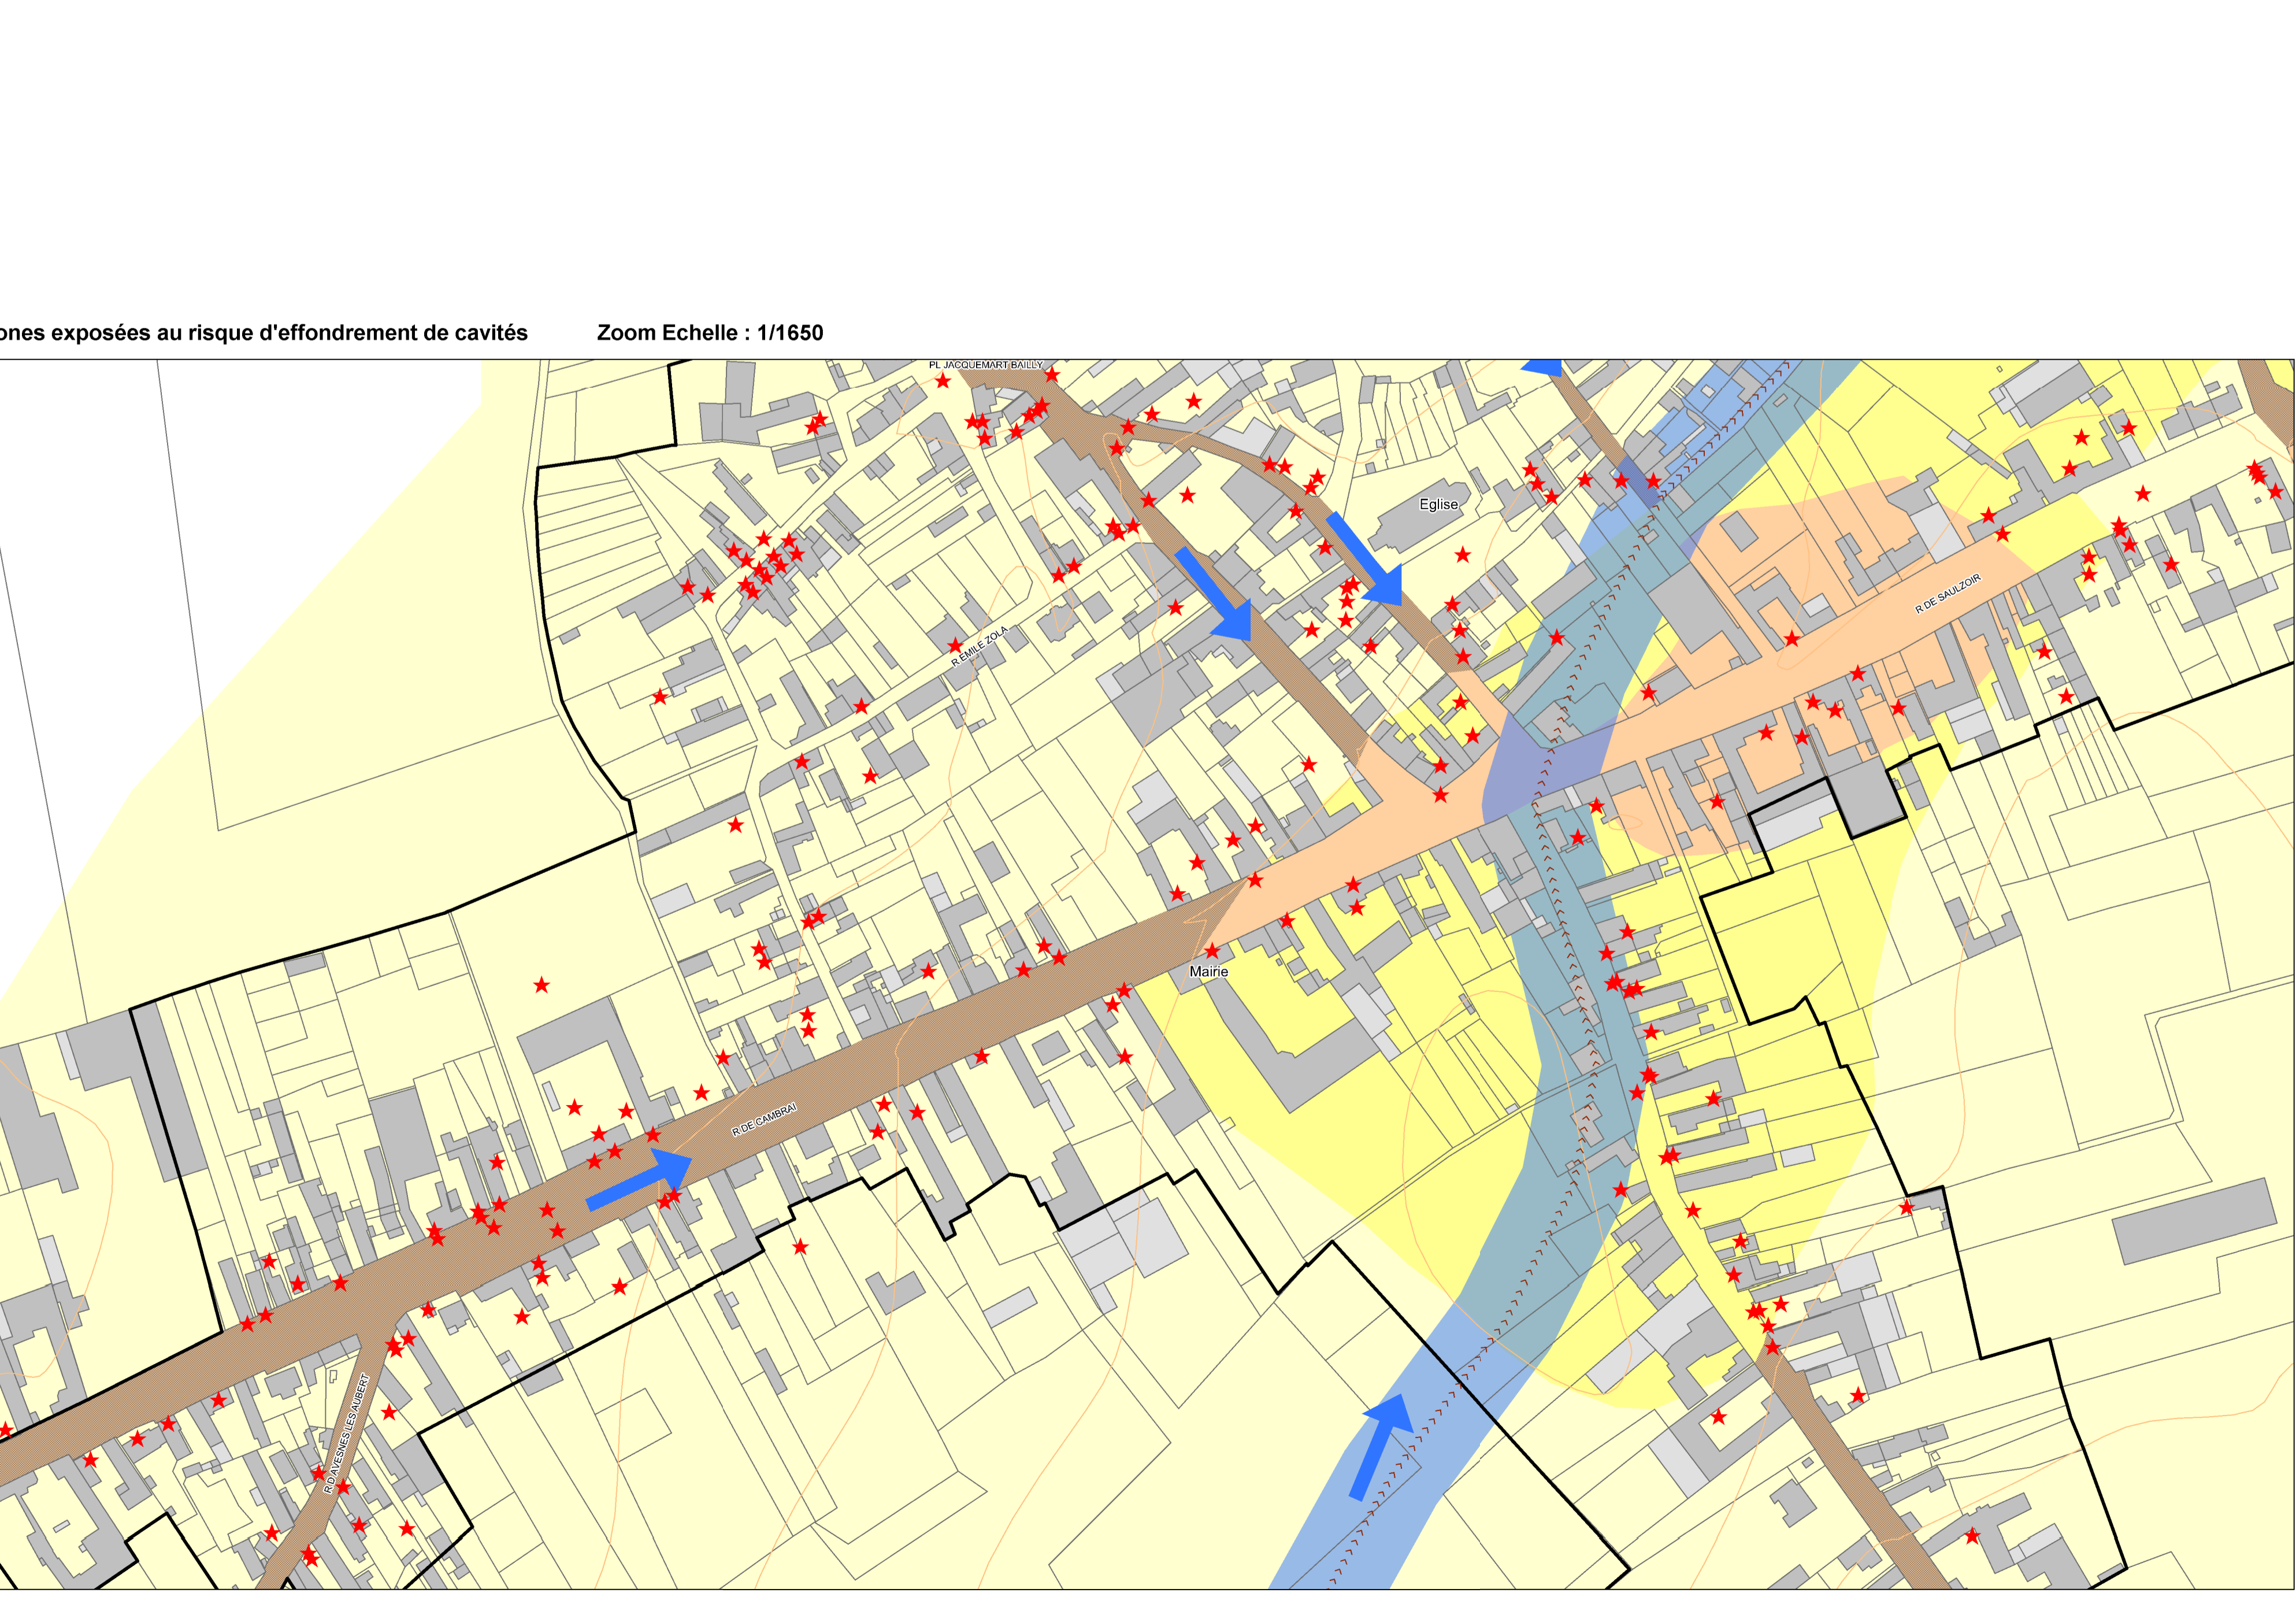 ones exposées au risque d'effondrement de cavités Zoom Echelle : 1/1650
PL JACQUEMART BAILLY
Eglise
R DE SAULZOIR
R EMILE ZOLA
Mairie
R DE CAMBRAI
R D AVESNES LES AUBERT